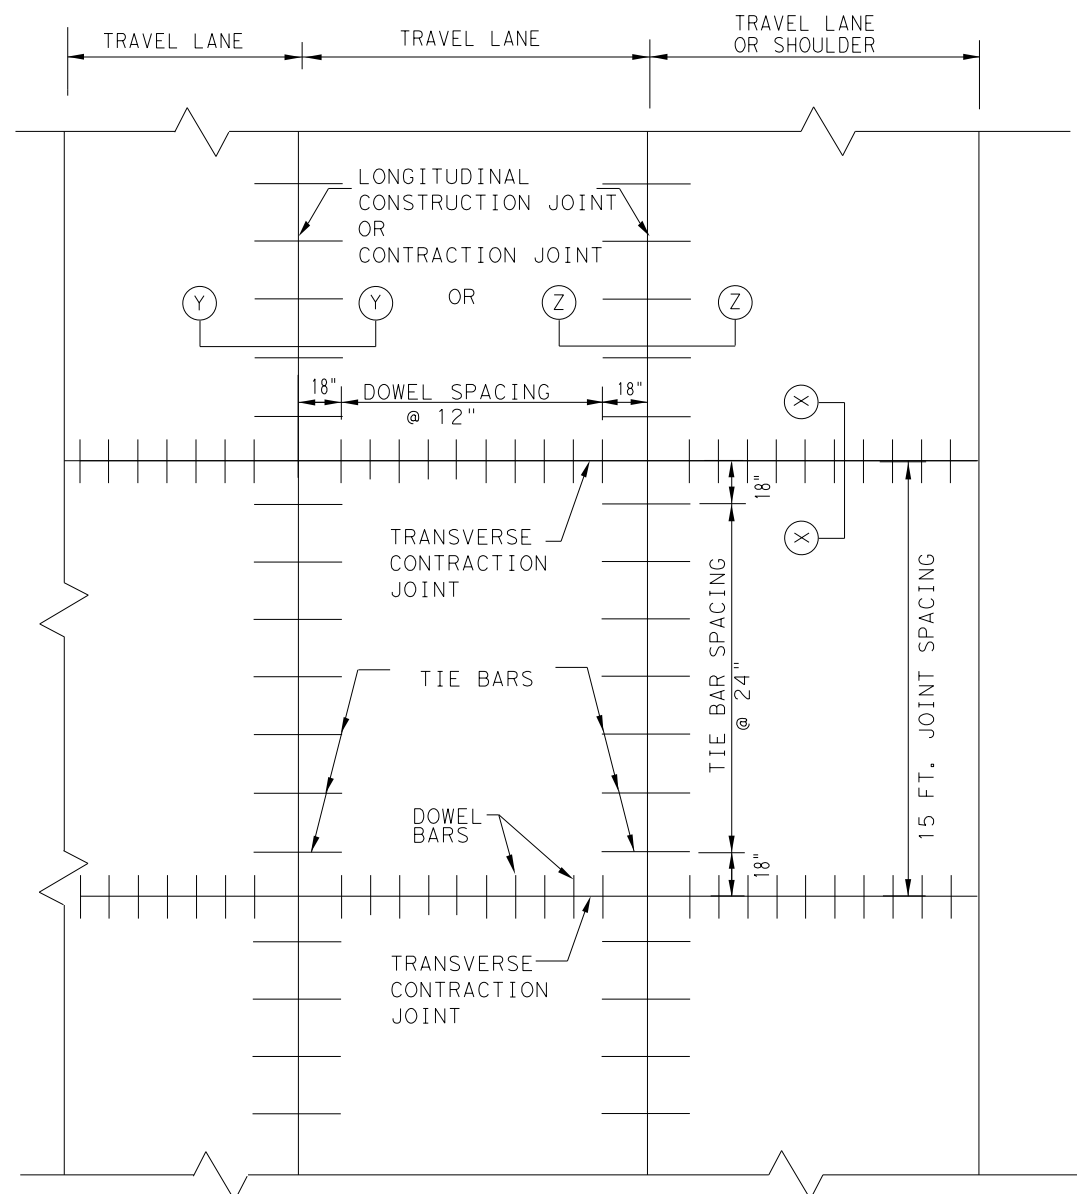 TRAVEL LANE
TRAVEL LANE
TRAVEL LANE
OR SHOULDER
LONGITUDINAL
CONSTRUCTION JOINT
OR
CONTRACTION JOINT
OR
Y
Y
Z
Z
18"
DOWEL SPACING
@ 12"
18"
X
X
18"
TRANSVERSE
CONTRACTION
JOINT
TIE BAR SPACING
@ 24"
15 FT. JOINT SPACING
TIE BARS
DOWEL
BARS
18"
TRANSVERSE
CONTRACTION
JOINT